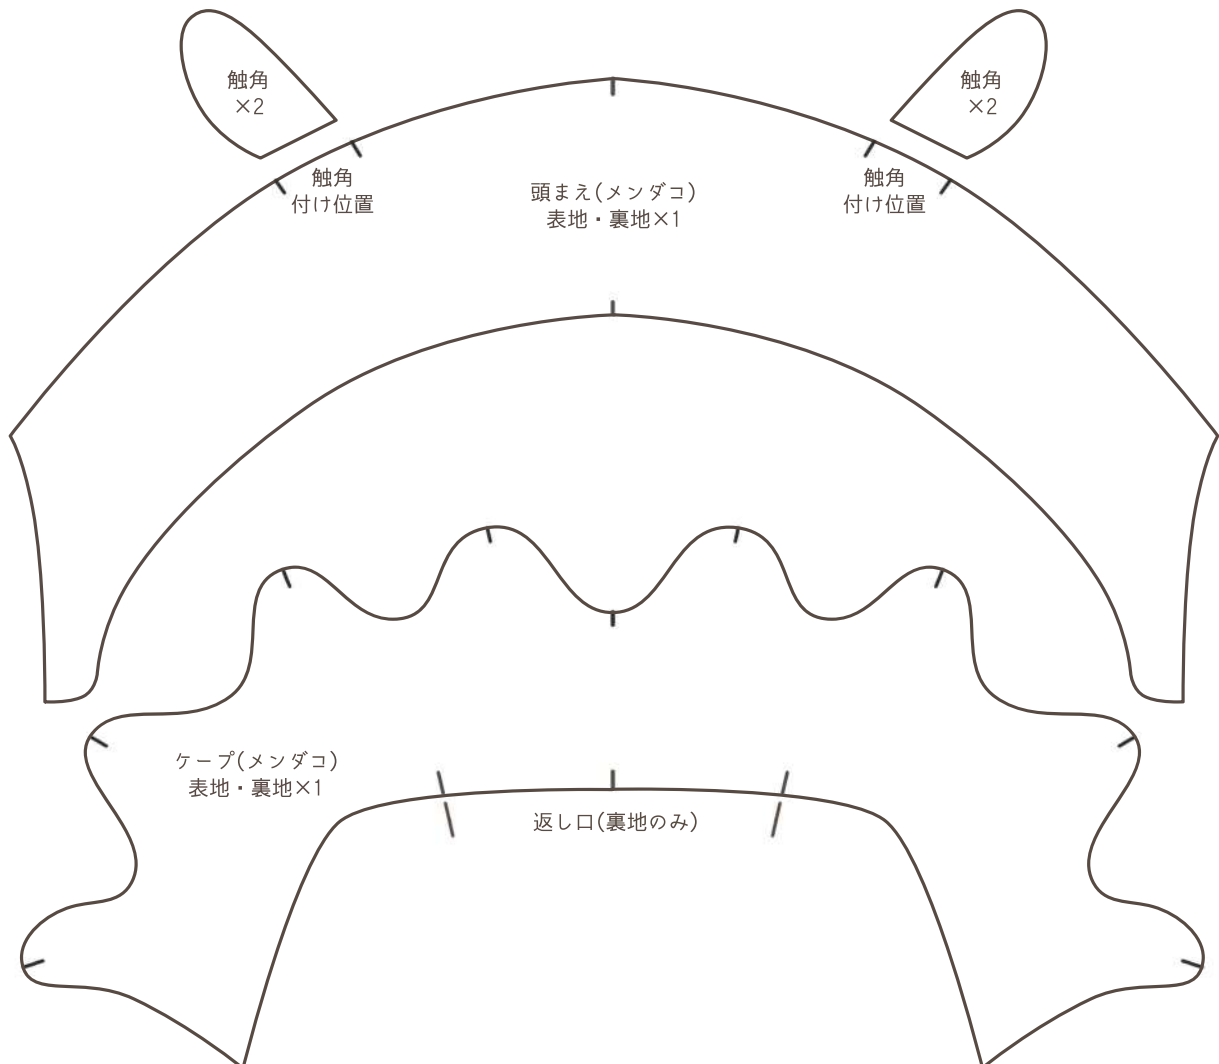 触角
×2
触角
×2
触角
付け位置
頭まえ(メンダコ)
表地・裏地×1
触角
付け位置
ケープ(メンダコ)
表地・裏地×1
返し口(裏地のみ)